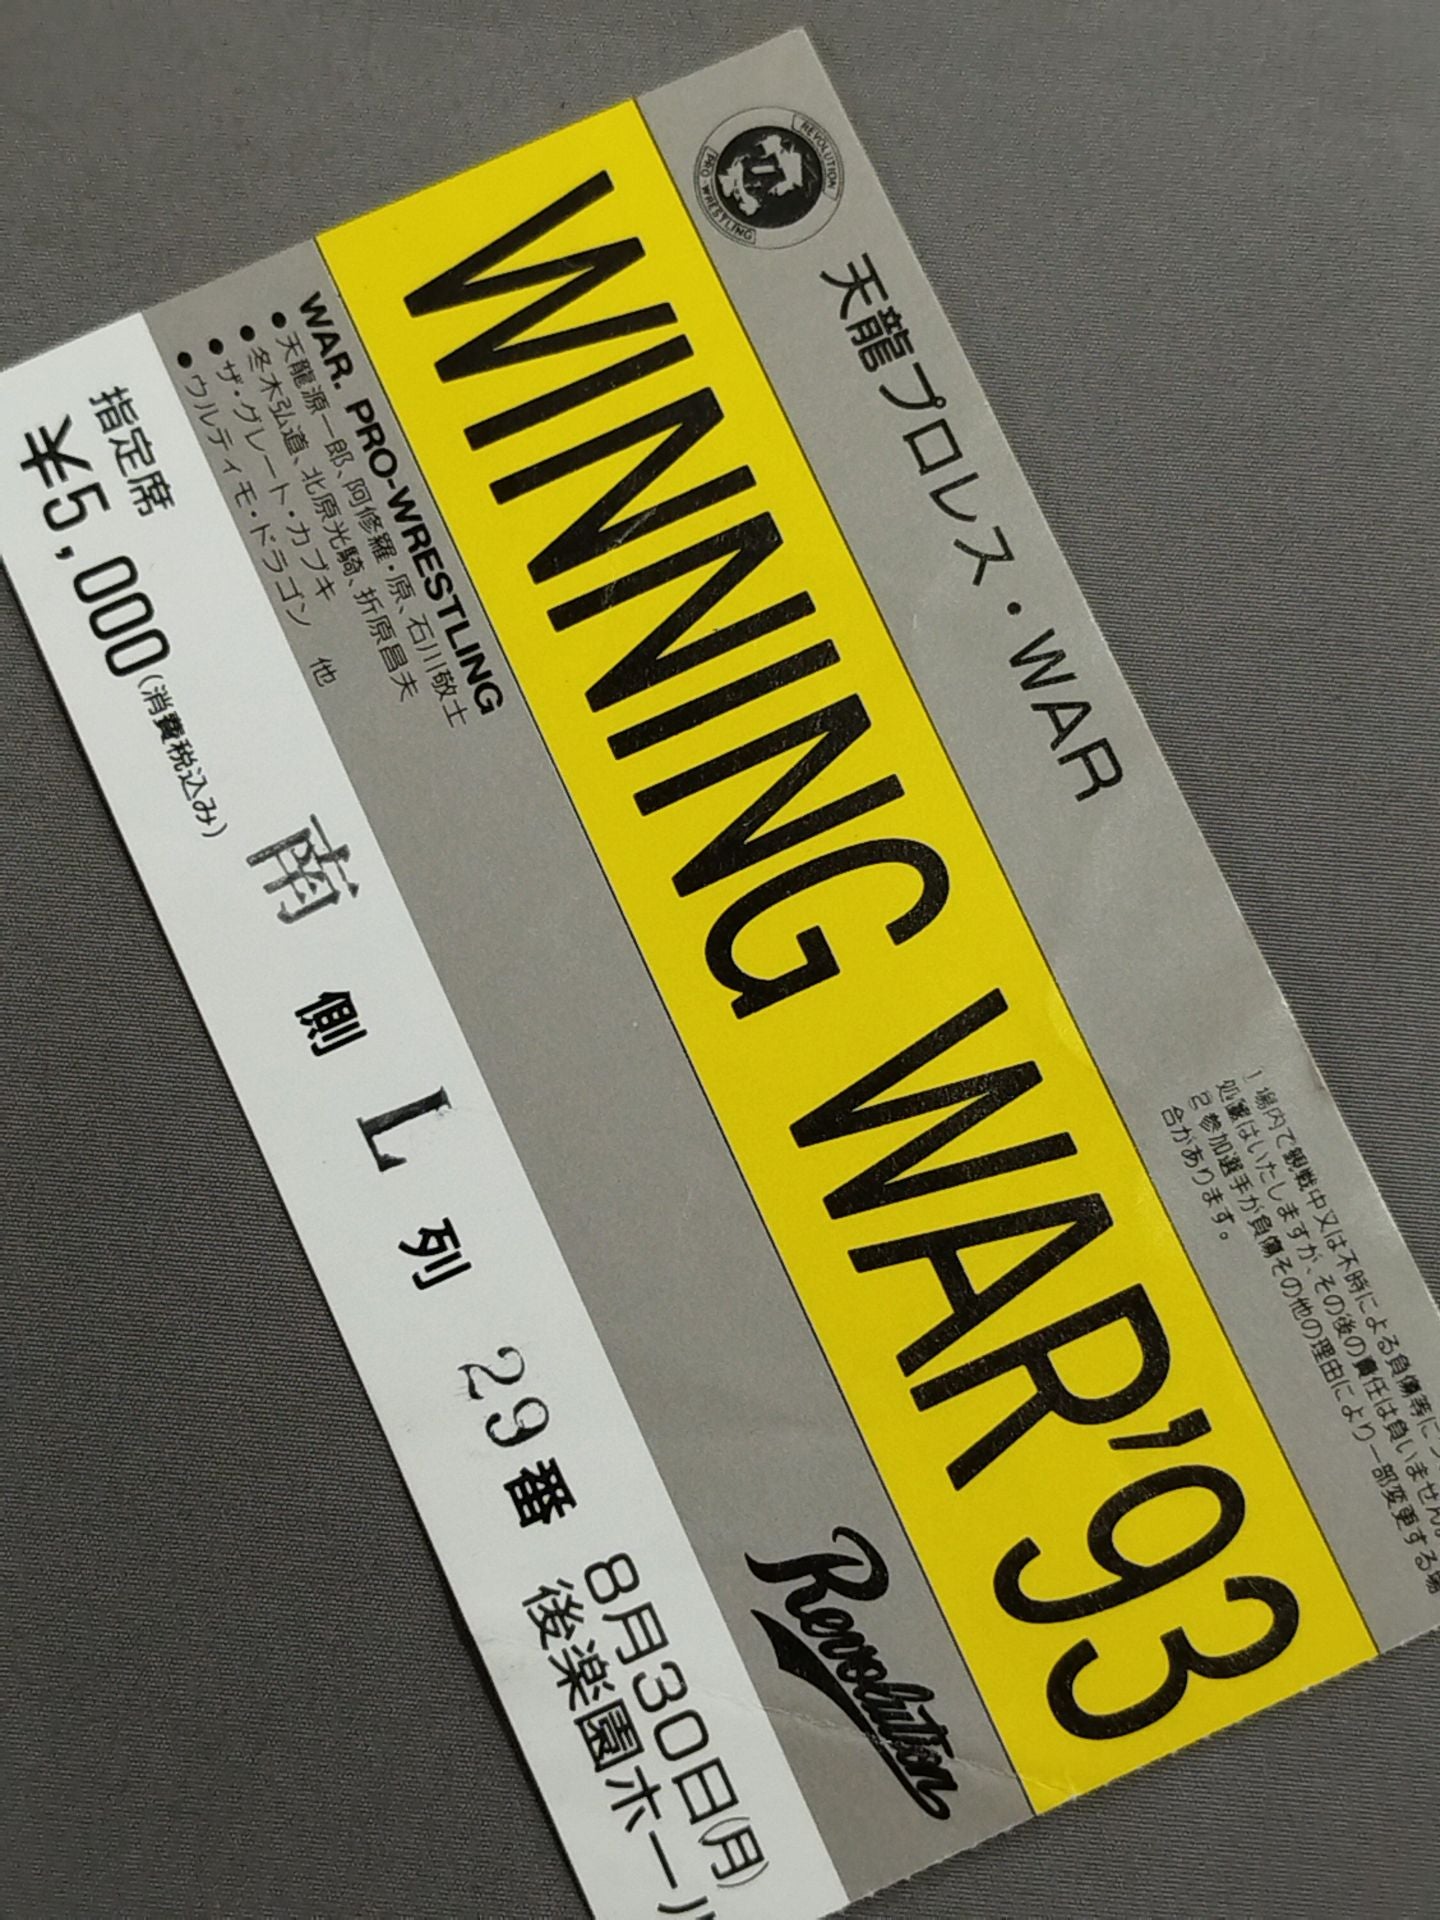 REVOLUTION
PRO-WRESTLING
天龍プロレス・WAR
1 場内で観戦中又は不時による負傷等につ
処置はいたしますが、その後の責任は負いません。
2 参加選手が負傷その他の理由により一部変更する場
合があります。
WINNING WAR'93
WAR. PRO-WRESTLING
●天龍源一郎、阿修羅・原、石川敬士
●冬木弘道、北原光騎、折原昌夫
●ザ・グレート・カブキ
●ウルティモ・ドラゴン 他
Revolution
指定席
¥5,000(消費税込み)
南側 L列 29番
8月30日(月)
後楽園ホール